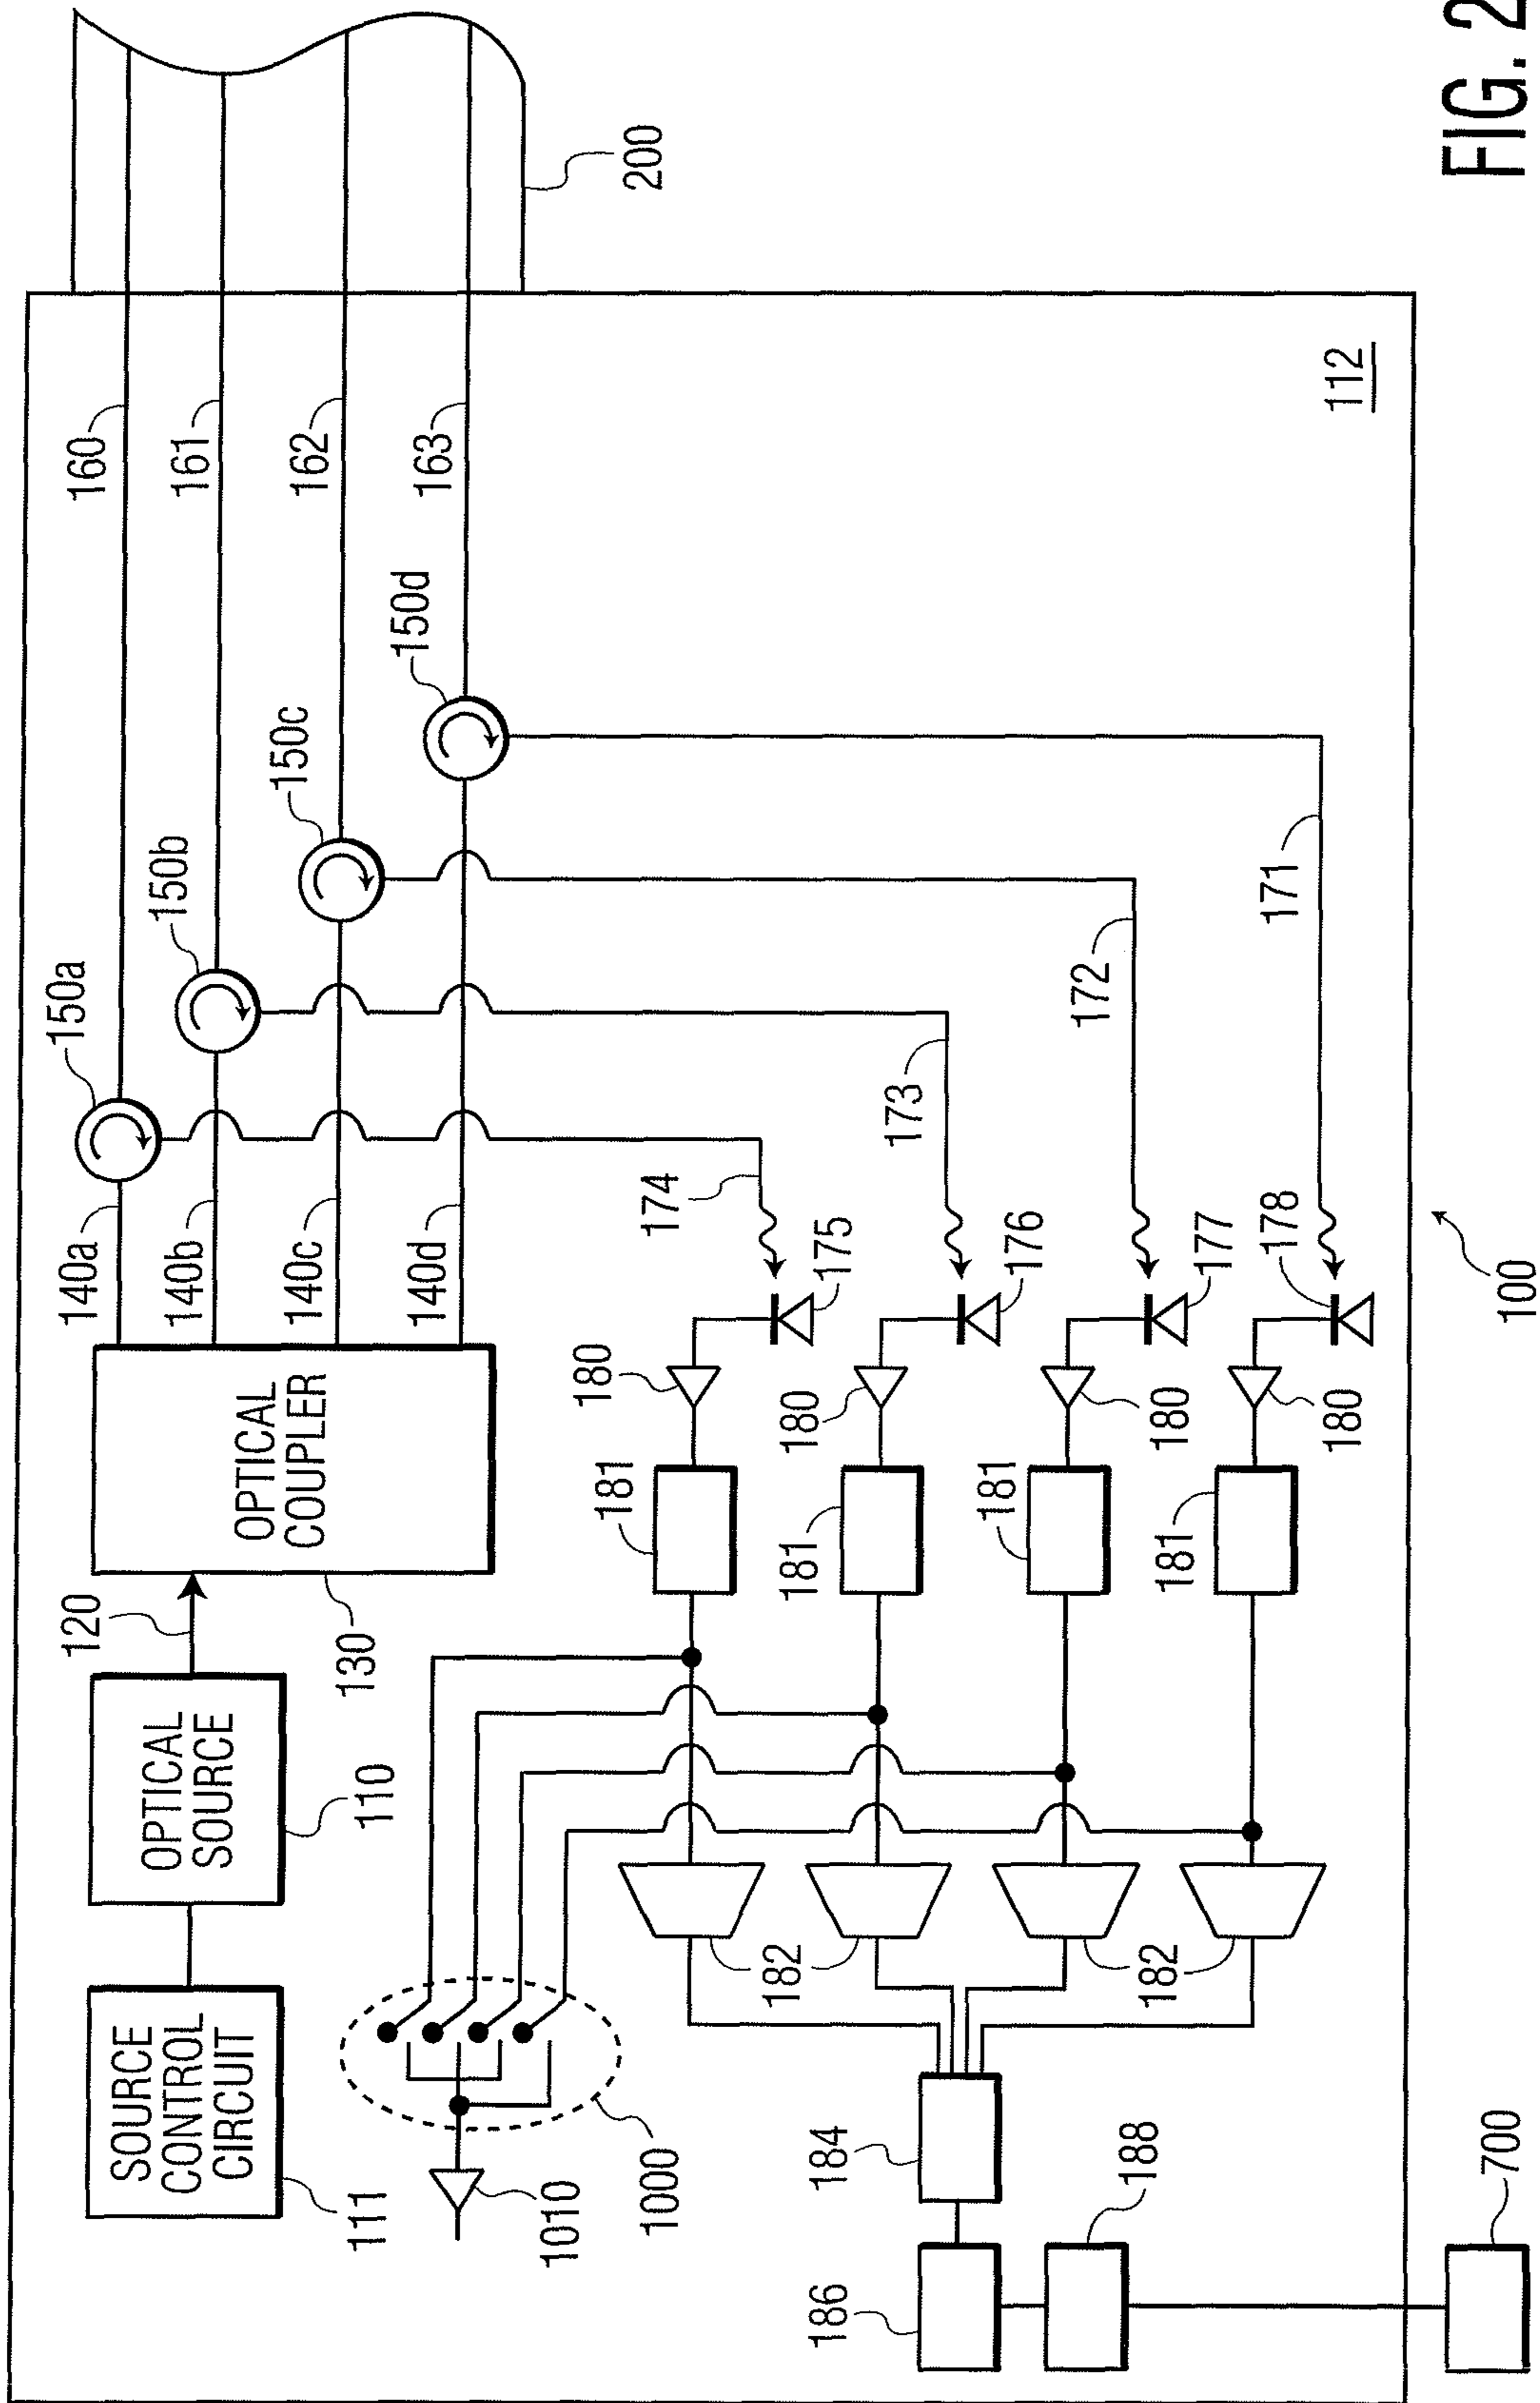 FIG. 2
SOURCE
CONTROL
CIRCUIT
111
OPTICAL
SOURCE
110
120
OPTICAL
COUPLER
130
140a
140b
140c
140d
150a
150b
150c
150d
160
161
162
163
200
174
173
172
171
175
176
177
178
180
180
180
180
181
181
181
181
182
182
184
186
188
700
1000
1010
112
100